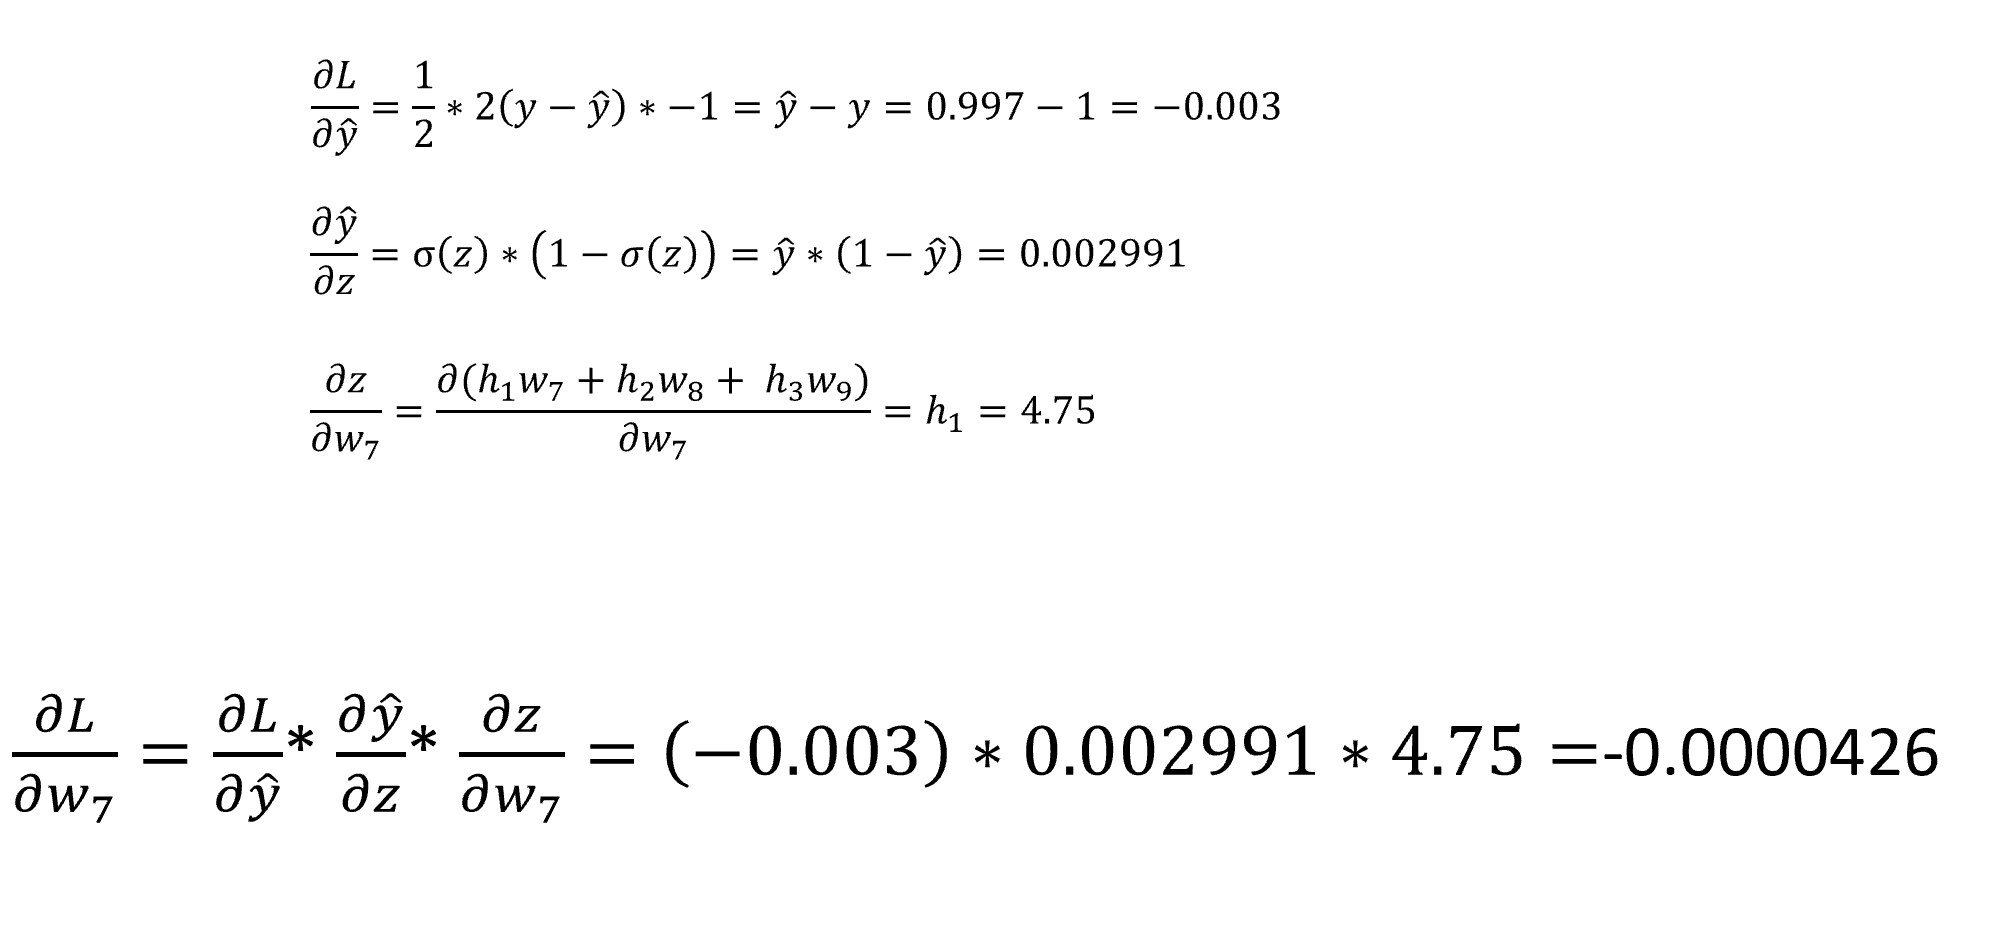 ∂L/∂ŷ = 1/2 * 2(y − ŷ) * −1 = ŷ − y = 0.997 − 1 = −0.003
∂ŷ/∂z = σ(z) * (1 − σ(z)) = ŷ * (1 − ŷ) = 0.002991
∂z/∂w₇ = ∂(h₁w₇ + h₂w₈ + h₃w₉)/∂w₇ = h₁ = 4.75
∂L/∂w₇ = ∂L/∂ŷ * ∂ŷ/∂z * ∂z/∂w₇ = (−0.003) * 0.002991 * 4.75 =-0.0000426